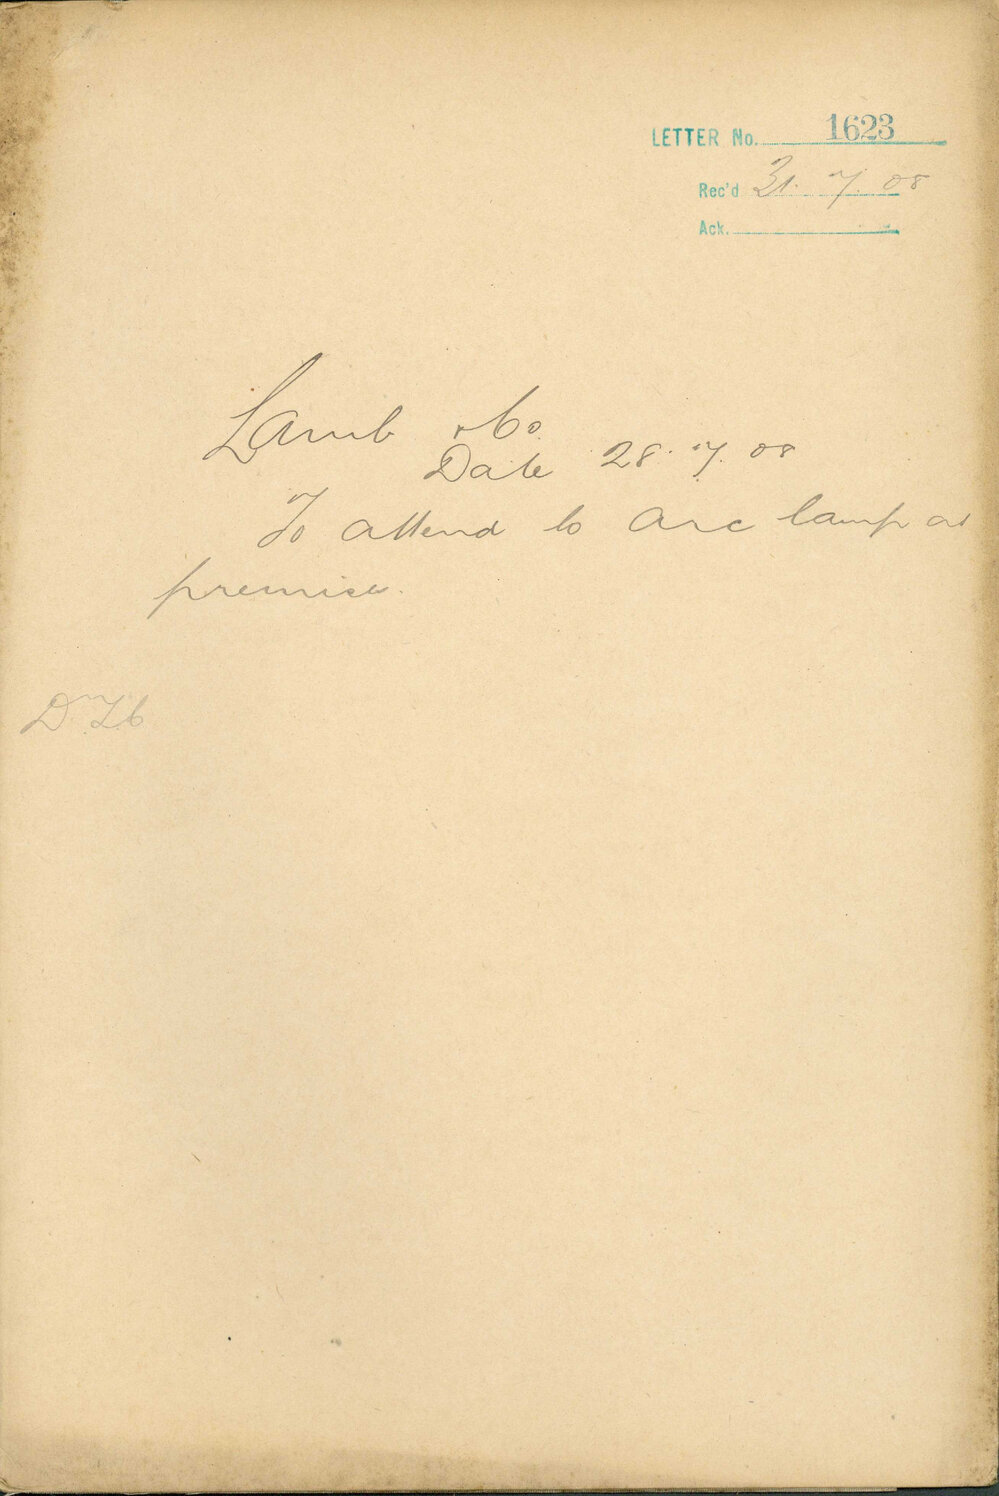 LETTER No. 1623
Rec'd 31. 7. 08
Ack.
Lamb & Co
Date 28. 7. 08
To attend to arc lamp at
premises.